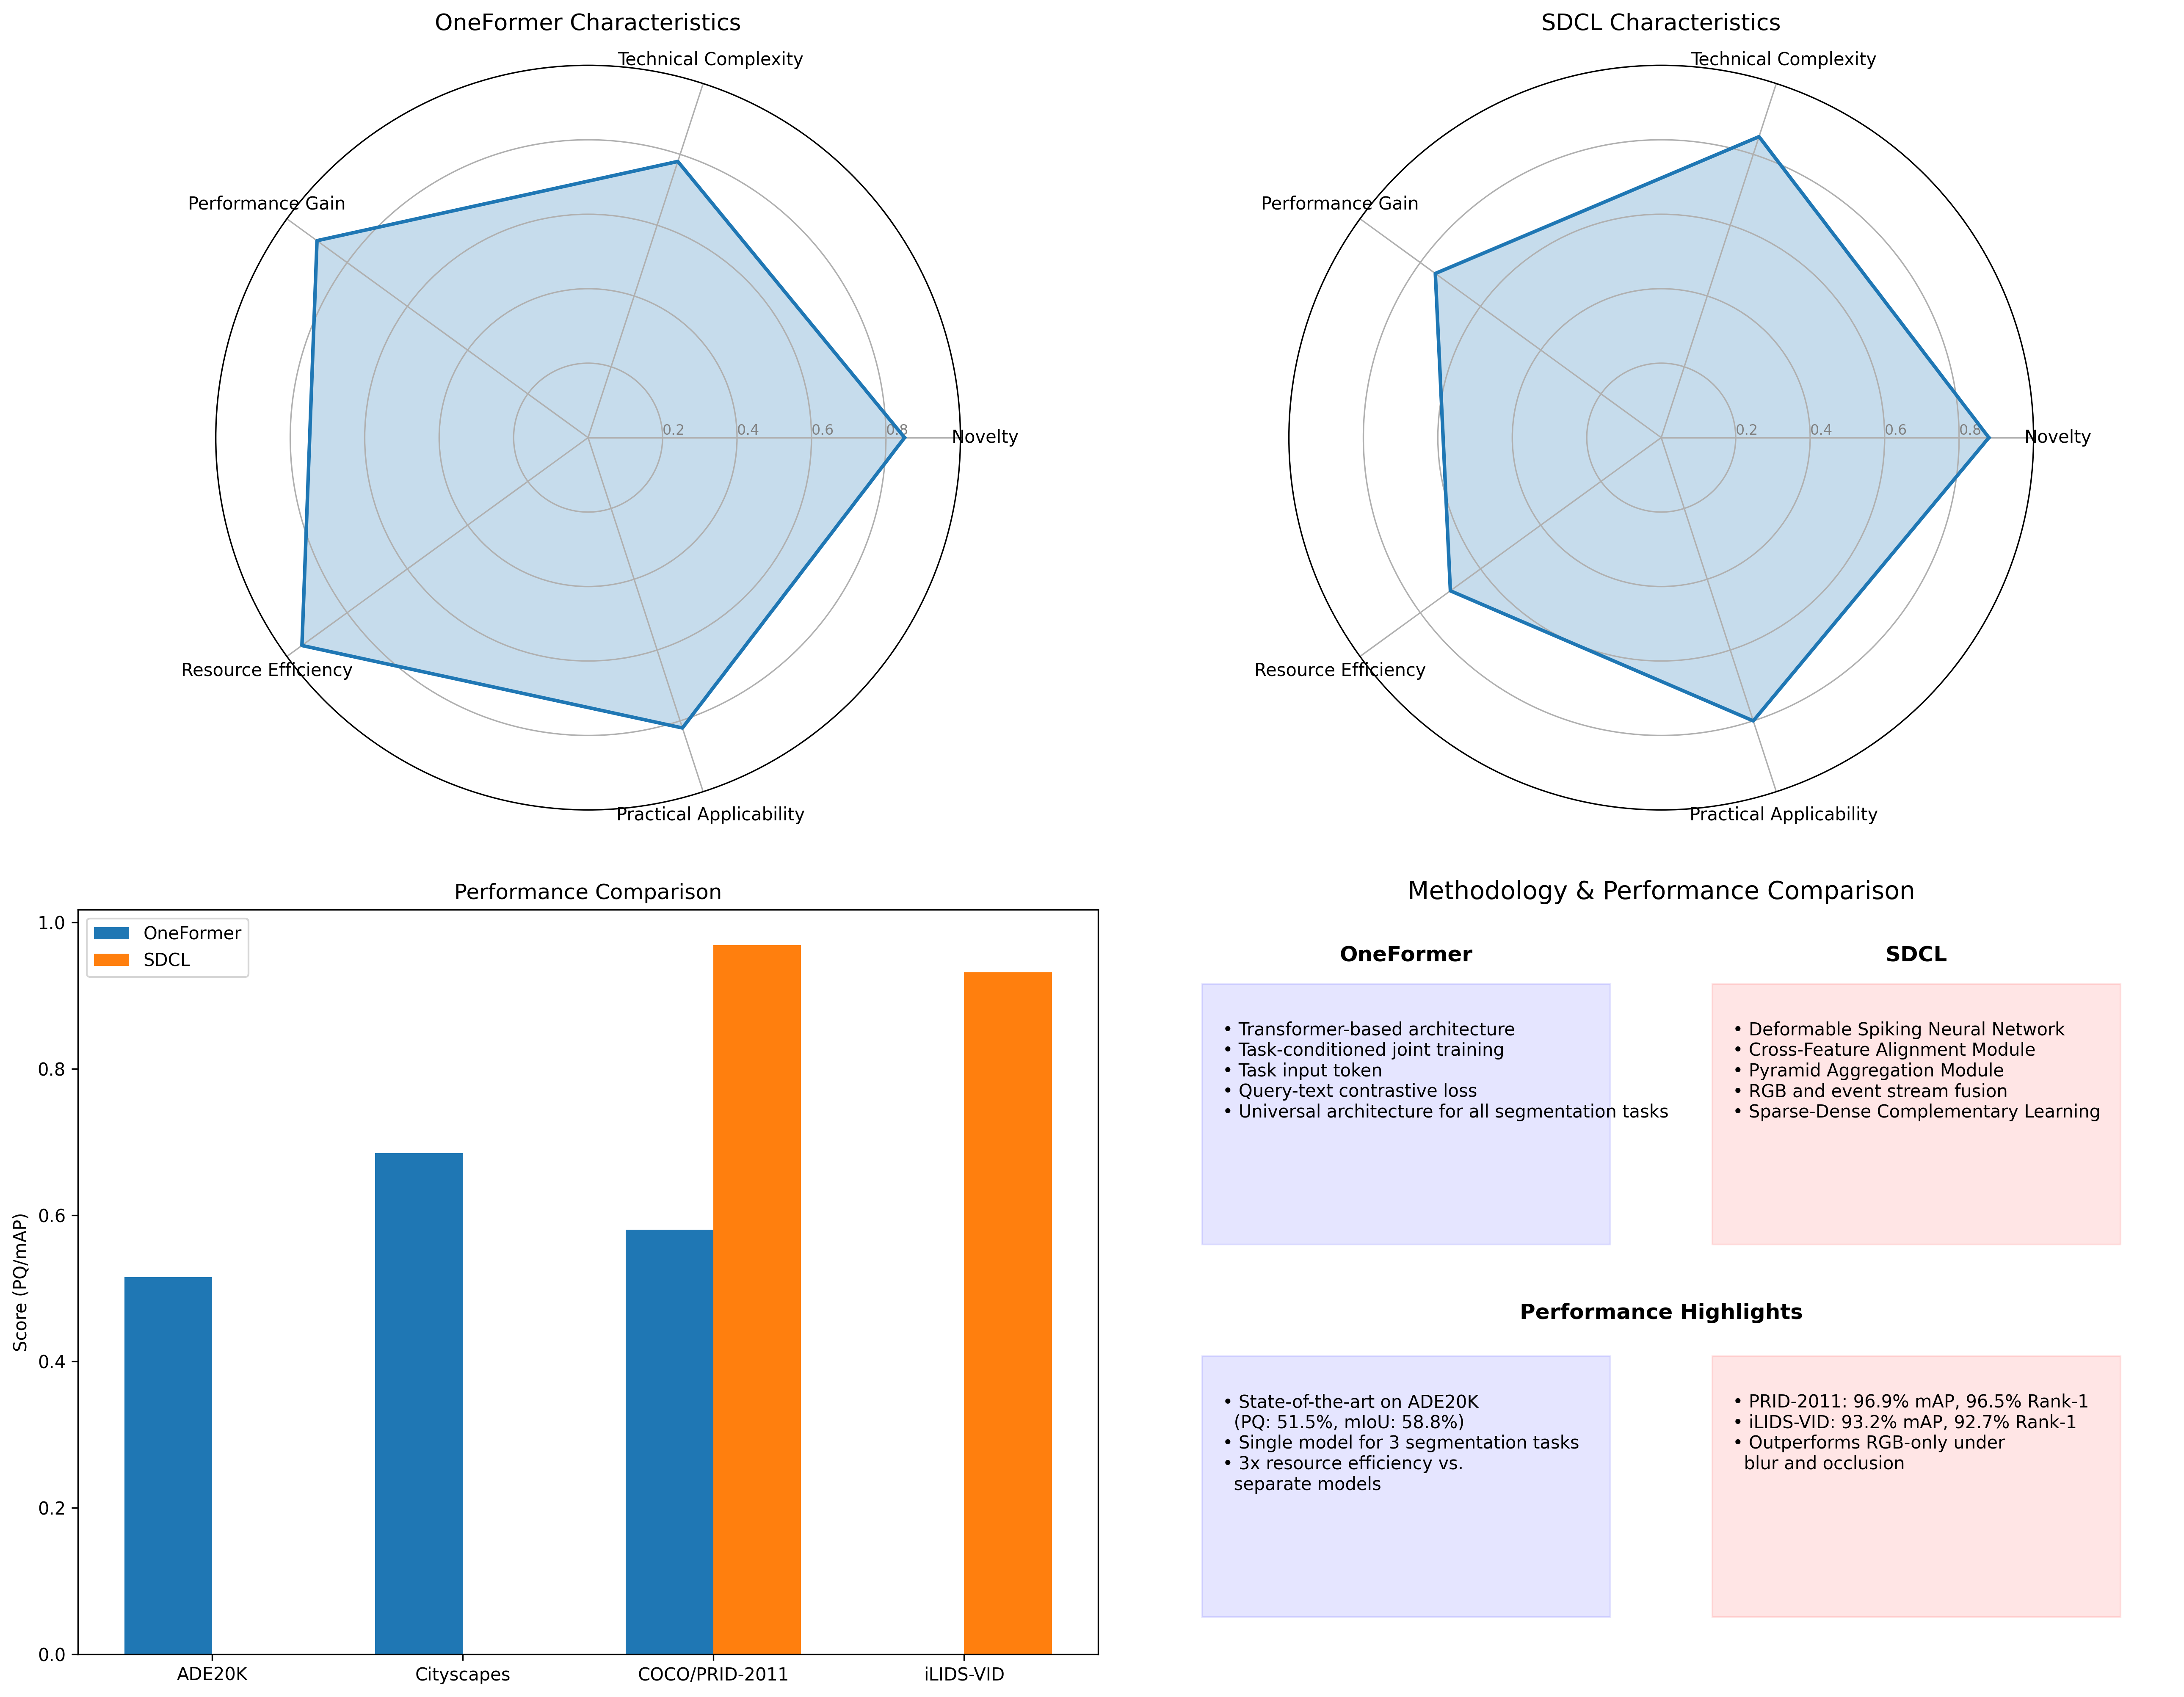 OneFormer Characteristics
Technical Complexity
Performance Gain
Novelty
0.2
0.4
0.6
0.8
Resource Efficiency
Practical Applicability
SDCL Characteristics
Technical Complexity
Performance Gain
Novelty
0.2
0.4
0.6
0.8
Resource Efficiency
Practical Applicability
Performance Comparison
OneFormer
SDCL
Score (PQ/mAP)
1.0
0.8
0.6
0.4
0.2
0.0
ADE20K
Cityscapes
COCO/PRID-2011
iLIDS-VID
Methodology & Performance Comparison
OneFormer
• Transformer-based architecture
• Task-conditioned joint training
• Task input token
• Query-text contrastive loss
• Universal architecture for all segmentation tasks
SDCL
• Deformable Spiking Neural Network
• Cross-Feature Alignment Module
• Pyramid Aggregation Module
• RGB and event stream fusion
• Sparse-Dense Complementary Learning
Performance Highlights
• State-of-the-art on ADE20K
(PQ: 51.5%, mIoU: 58.8%)
• Single model for 3 segmentation tasks
• 3x resource efficiency vs.
separate models
• PRID-2011: 96.9% mAP, 96.5% Rank-1
• iLIDS-VID: 93.2% mAP, 92.7% Rank-1
• Outperforms RGB-only under
blur and occlusion